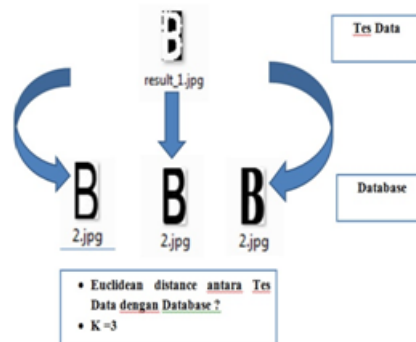 B
Tes Data
result_1.jpg
B B B
Database
2.jpg 2.jpg 2.jpg
• Euclidean distance antara Tes
Data dengan Database ?
• K =3